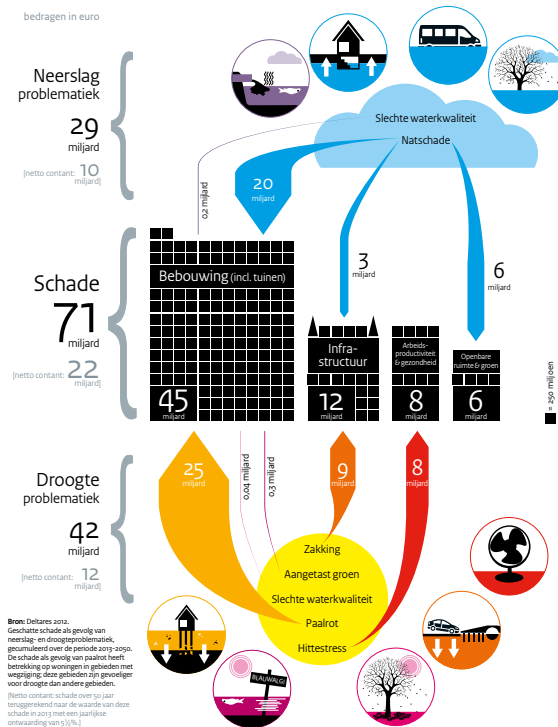 bedragen in euro
Neerslag
problematiek
29
miljard
[netto contant: 10
miljard]
Slechte waterkwaliteit
Natschade
0,2 miljard
20
miljard
3
miljard
6
miljard
Schade
71
miljard
[netto contant: 22
miljard]
Bebouwing (incl. tuinen)
45
miljard
Infra-
structuur
12
miljard
Arbeids-
productiviteit
& gezondheid
8
miljard
Openbare
ruimte & groen
6
miljard
= 250 miljoen
Droogte
problematiek
42
miljard
[netto contant: 12
miljard]
25
miljard
0,04 miljard
0,3 miljard
9
miljard
8
miljard
Zakking
Aangetast groen
Slechte waterkwaliteit
Paalrot
Hittestress
BLAUWALG!
Bron: Deltares 2012.
Geschatte schade als gevolg van
neerslag- en droogteproblematiek,
gecumuleerd over de periode 2013-2050.
De schade als gevolg van paalrot heeft
betrekking op woningen in gebieden met
wegzijging; deze gebieden zijn gevoeliger
voor droogte dan andere gebieden.
[Netto contant: schade over 50 jaar
teruggerekend naar de waarde van deze
schade in 2013 met een jaarlijkse
ontwaarding van 5½%.]